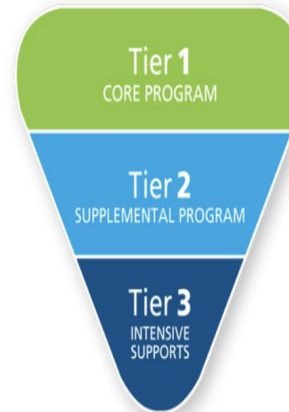 Tier 1
CORE PROGRAM
Tier 2
SUPPLEMENTAL PROGRAM
Tier 3
INTENSIVE
SUPPORTS